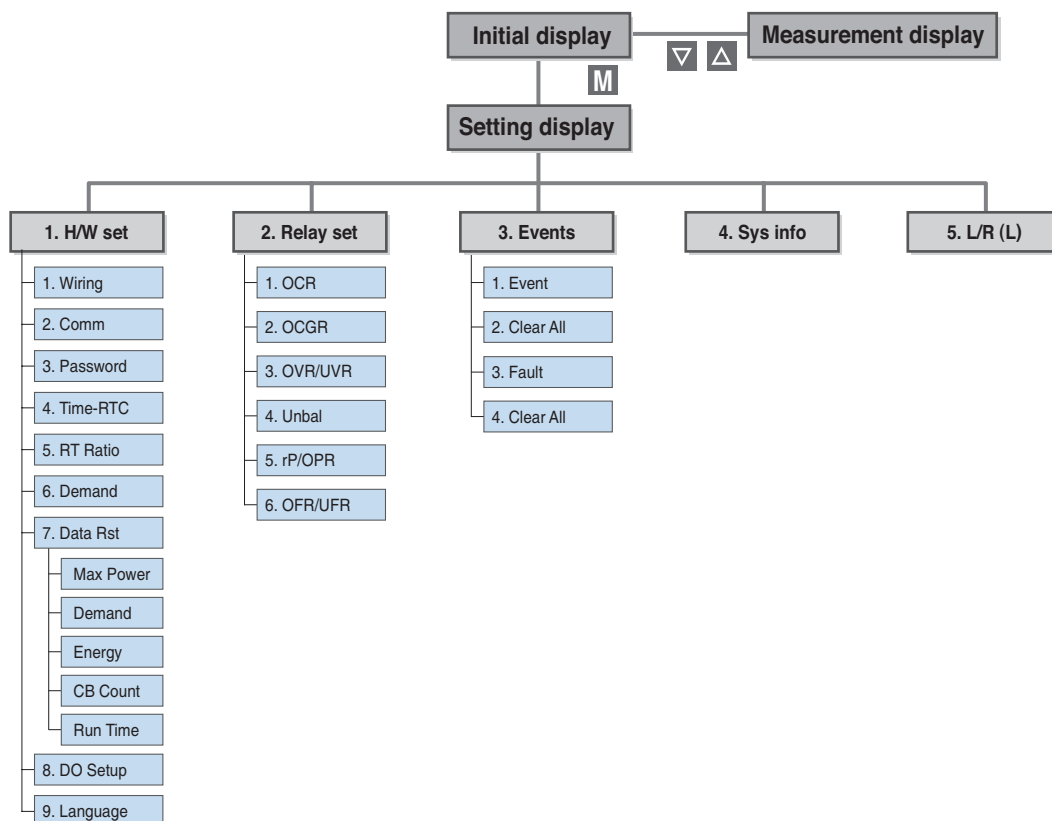 Initial display
Measurement display
M
Setting display
1. H/W set
2. Relay set
3. Events
4. Sys info
5. L/R (L)
1. Wiring
2. Comm
3. Password
4. Time-RTC
5. RT Ratio
6. Demand
7. Data Rst
Max Power
Demand
Energy
CB Count
Run Time
8. DO Setup
9. Language
1. OCR
2. OCGR
3. OVR/UVR
4. Unbal
5. rP/OPR
6. OFR/UFR
1. Event
2. Clear All
3. Fault
4. Clear All